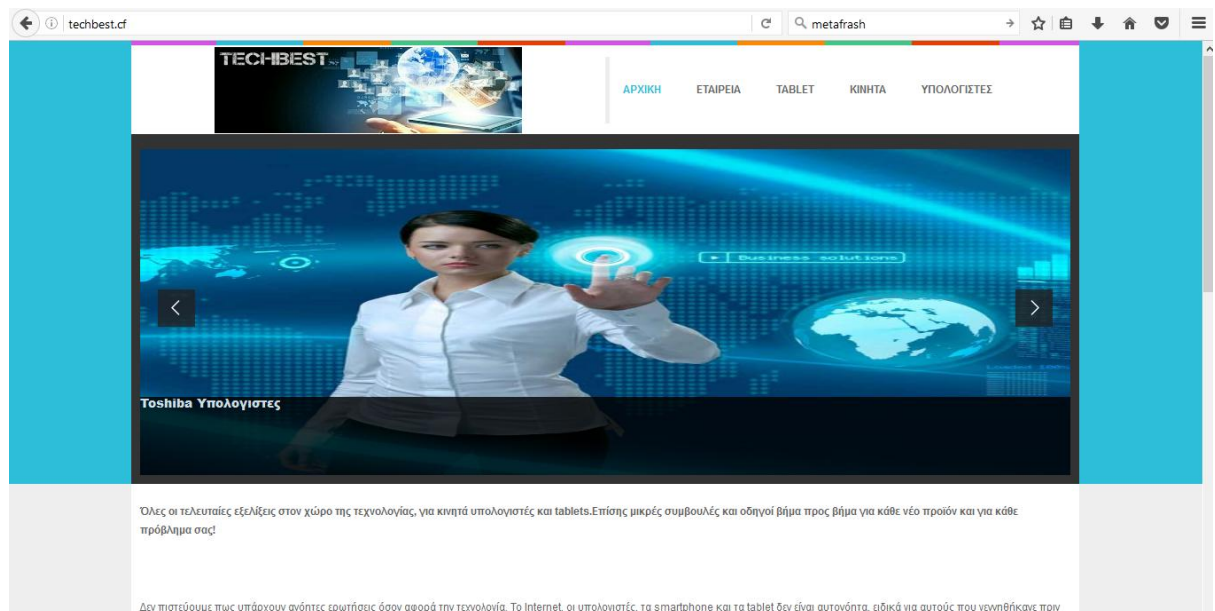 techbest.cf
metafrash
TECHBEST
ΑΡΧΙΚΗ ΕΤΑΙΡΕΙΑ TABLET ΚΙΝΗΤΑ ΥΠΟΛΟΓΙΣΤΕΣ
Business solutions
Loaded 100%
Toshiba Υπολογιστες
Όλες οι τελευταίες εξελίξεις στον χώρο της τεχνολογίας, για κινητά υπολογιστές και tablets.Επίσης μικρές συμβουλές και οδηγοί βήμα προς βήμα για κάθε νέο προϊόν και για κάθε
πρόβλημα σας!
Δεν πιστεύουμε πως υπάρχουν ανόητες ερωτήσεις όσον αφορά την τεχνολογία. Το Internet, οι υπολογιστές, τα smartphone και τα tablet δεν είναι αυτονόητα, ειδικά για αυτούς που γεννηθήκανε πριν